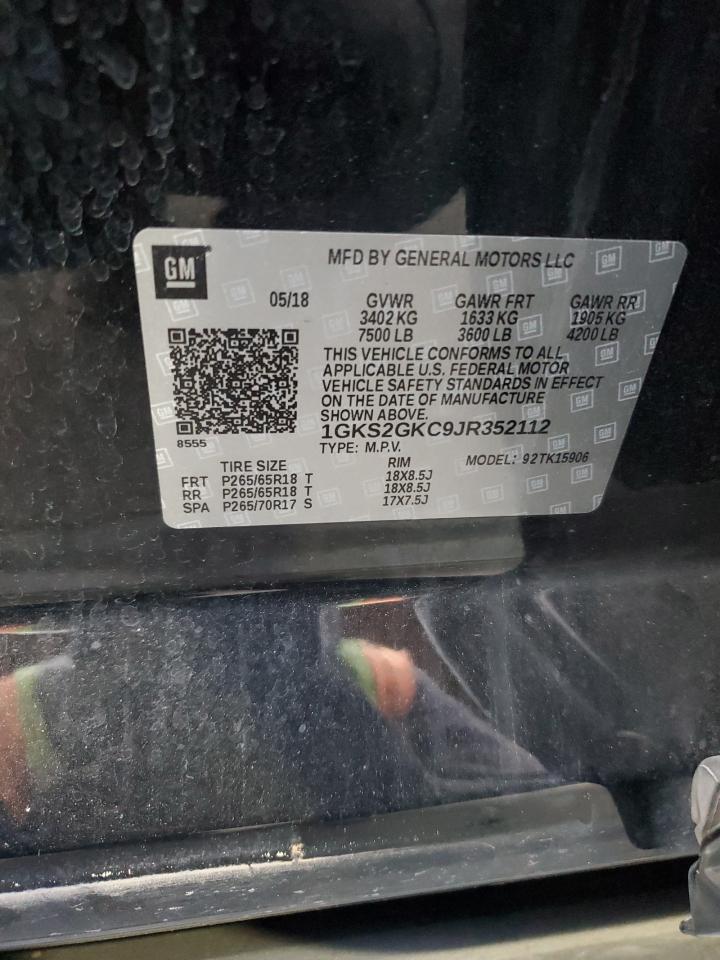 GM
MFD BY GENERAL MOTORS LLC
05/18 GVWR GAWR FRT GAWR RR
3402 KG 1633 KG 1905 KG
7500 LB 3600 LB 4200 LB
THIS VEHICLE CONFORMS TO ALL
APPLICABLE U.S. FEDERAL MOTOR
VEHICLE SAFETY STANDARDS IN EFFECT
ON THE DATE OF MANUFACTURE
SHOWN ABOVE.
8555
1GKS2GKC9JR352112
TYPE: M.P.V. MODEL: 92TK15906
TIRE SIZE RIM
FRT P265/65R18 T 18X8.5J
RR P265/65R18 T 18X8.5J
SPA P265/70R17 S 17X7.5J